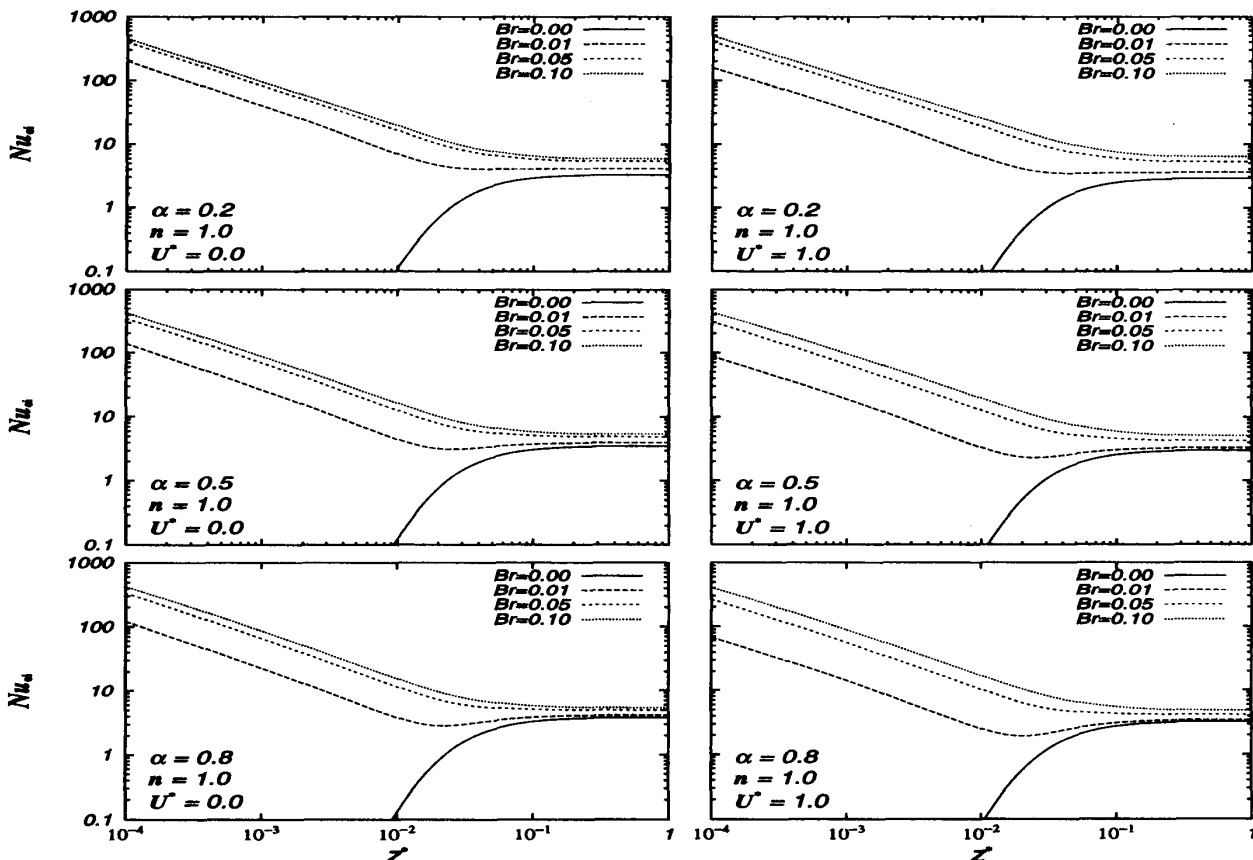 1000
100
10
1
0.1
Nu_ei
Br=0.00
Br=0.01
Br=0.05
Br=0.10
α = 0.2
n = 1.0
U* = 0.0
Br=0.00
Br=0.01
Br=0.05
Br=0.10
α = 0.2
n = 1.0
U* = 1.0
1000
100
10
1
0.1
Nu_ei
Br=0.00
Br=0.01
Br=0.05
Br=0.10
α = 0.5
n = 1.0
U* = 0.0
Br=0.00
Br=0.01
Br=0.05
Br=0.10
α = 0.5
n = 1.0
U* = 1.0
1000
100
10
1
0.1
Nu_ei
Br=0.00
Br=0.01
Br=0.05
Br=0.10
α = 0.8
n = 1.0
U* = 0.0
10⁻⁴ 10⁻³ 10⁻² 10⁻¹ 1
Z*
Br=0.00
Br=0.01
Br=0.05
Br=0.10
α = 0.8
n = 1.0
U* = 1.0
10⁻⁴ 10⁻³ 10⁻² 10⁻¹ 1
Z*